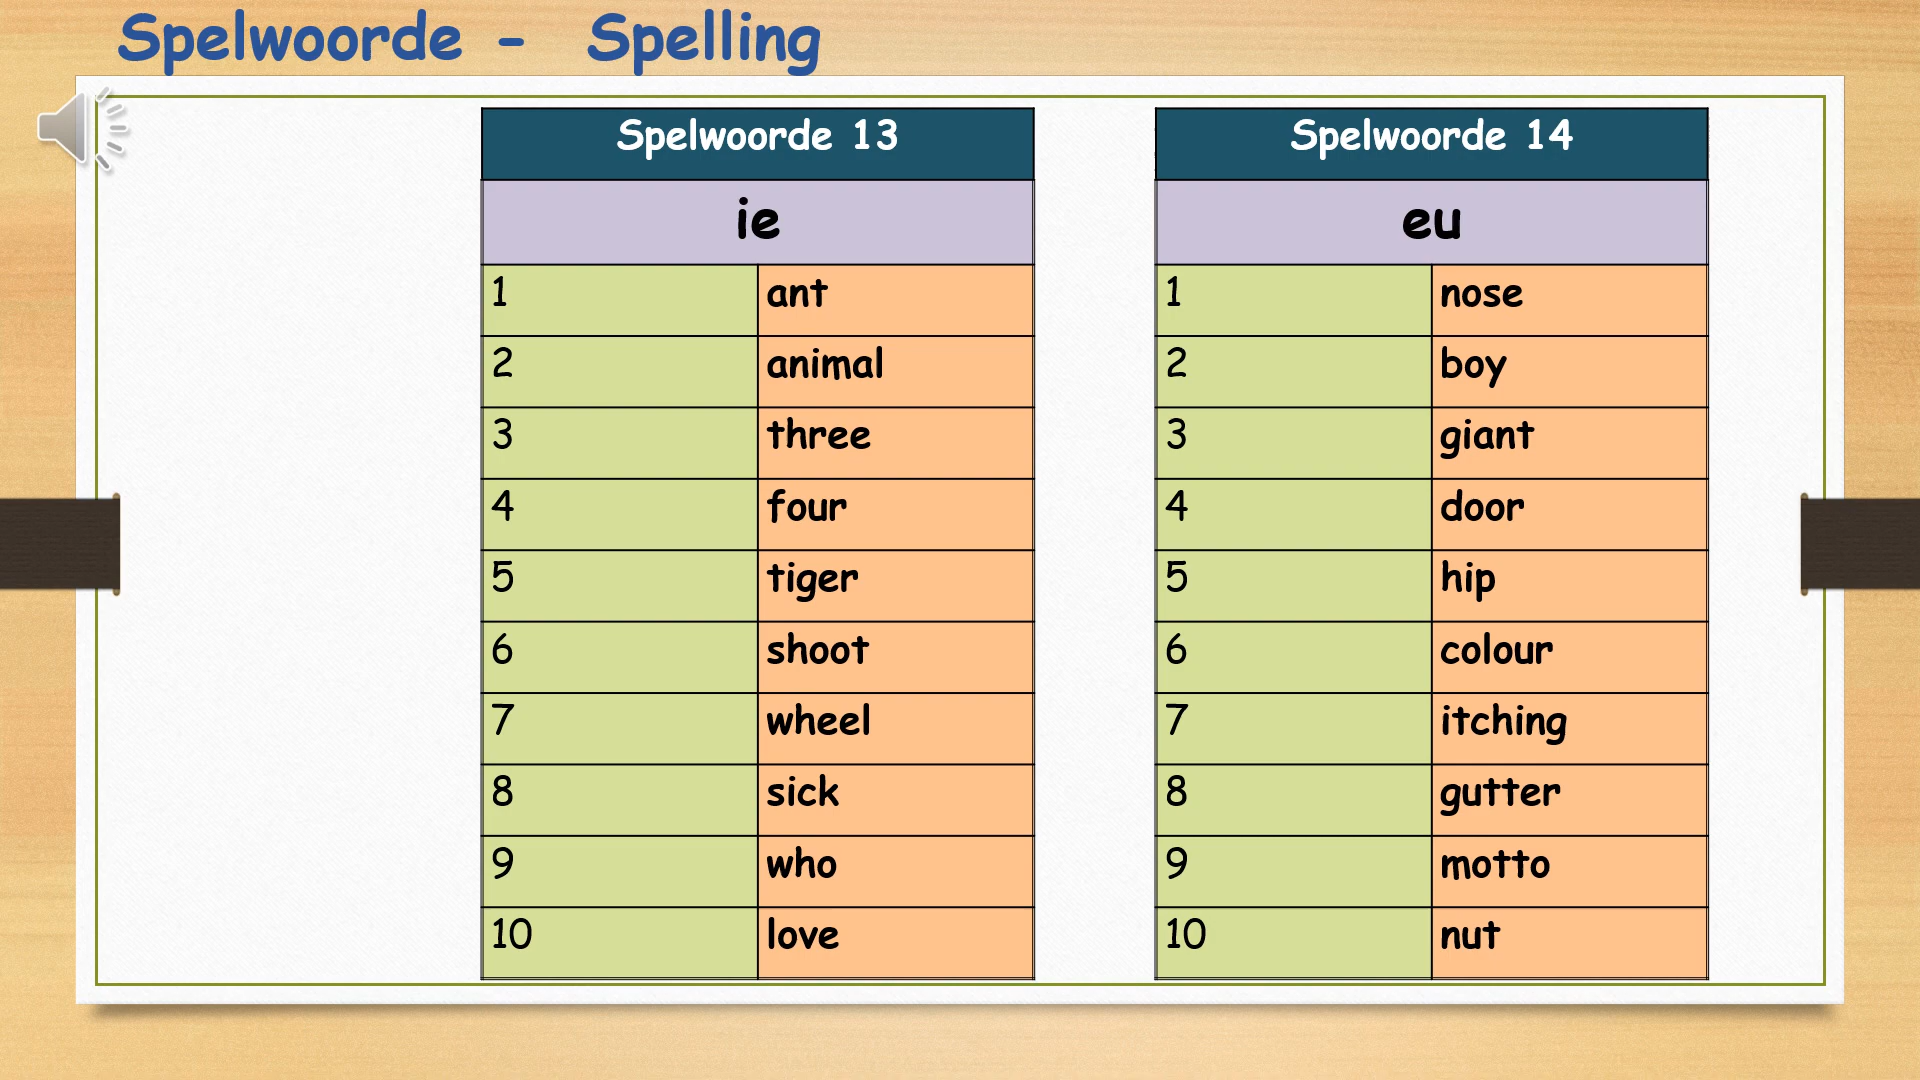 Spelwoorde - Spelling
Spelwoorde 13
ie
1 ant
2 animal
3 three
4 four
5 tiger
6 shoot
7 wheel
8 sick
9 who
10 love
Spelwoorde 14
eu
1 nose
2 boy
3 giant
4 door
5 hip
6 colour
7 itching
8 gutter
9 motto
10 nut